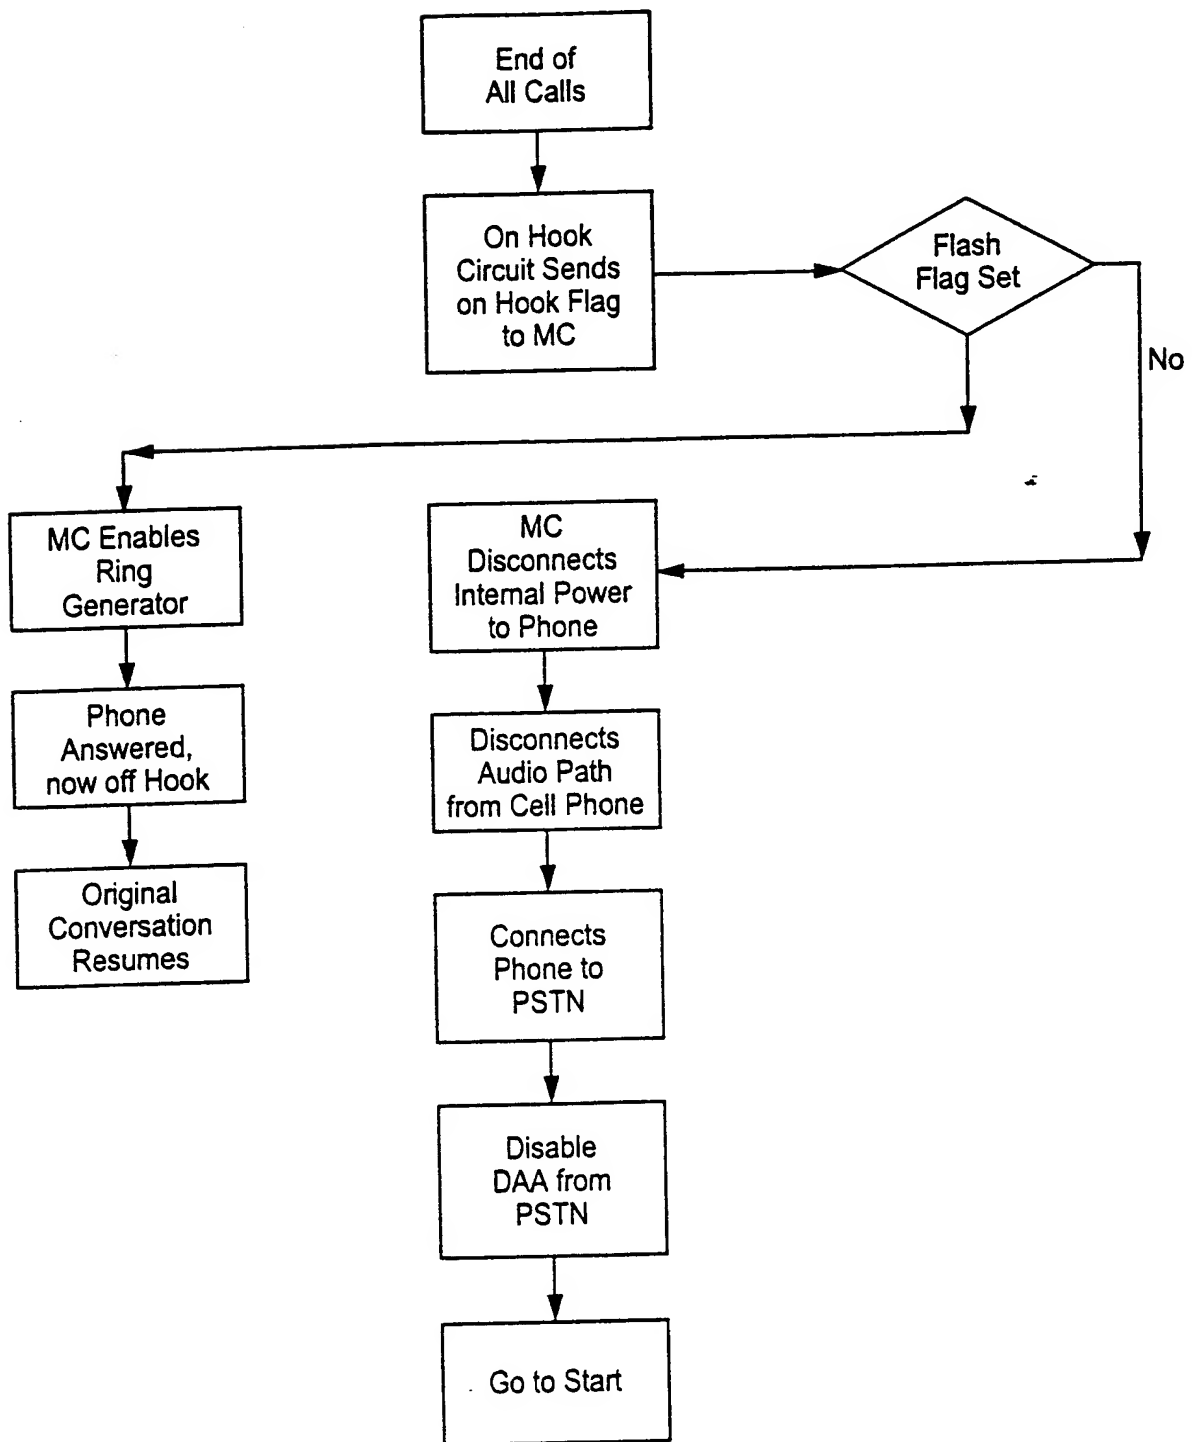 End of
All Calls
On Hook
Circuit Sends
on Hook Flag
to MC
Flash
Flag Set
No
MC Enables
Ring
Generator
Phone
Answered,
now off Hook
Original
Conversation
Resumes
MC
Disconnects
Internal Power
to Phone
Disconnects
Audio Path
from Cell Phone
Connects
Phone to
PSTN
Disable
DAA from
PSTN
Go to Start